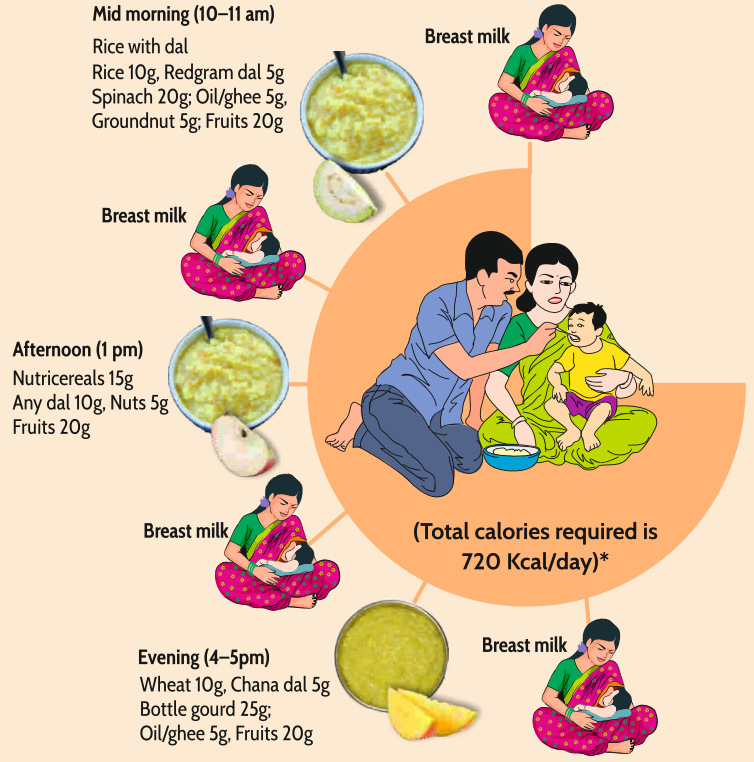 Mid morning (10–11 am)
Rice with dal
Rice 10g, Redgram dal 5g
Spinach 20g; Oil/ghee 5g,
Groundnut 5g; Fruits 20g
Breast milk
Breast milk
Afternoon (1 pm)
Nutricereals 15g
Any dal 10g, Nuts 5g
Fruits 20g
Breast milk
(Total calories required is
720 Kcal/day)*
Breast milk
Evening (4–5pm)
Wheat 10g, Chana dal 5g
Bottle gourd 25g;
Oil/ghee 5g, Fruits 20g